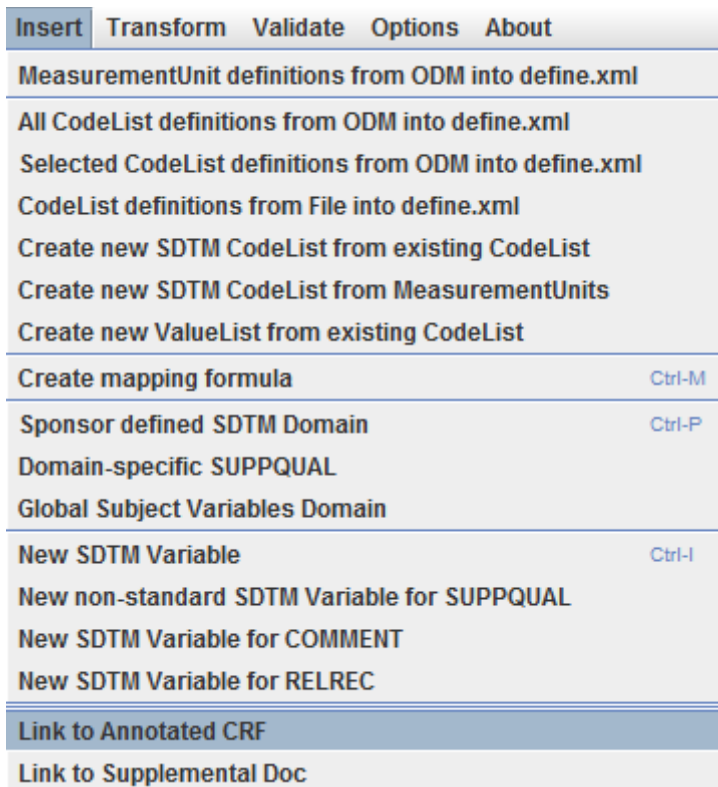 Insert Transform Validate Options About
MeasurementUnit definitions from ODM into define.xml
All CodeList definitions from ODM into define.xml
Selected CodeList definitions from ODM into define.xml
CodeList definitions from File into define.xml
Create new SDTM CodeList from existing CodeList
Create new SDTM CodeList from MeasurementUnits
Create new ValueList from existing CodeList
Create mapping formula Ctrl-M
Sponsor defined SDTM Domain Ctrl-P
Domain-specific SUPPQUAL
Global Subject Variables Domain
New SDTM Variable Ctrl-I
New non-standard SDTM Variable for SUPPQUAL
New SDTM Variable for COMMENT
New SDTM Variable for RELREC
Link to Annotated CRF
Link to Supplemental Doc